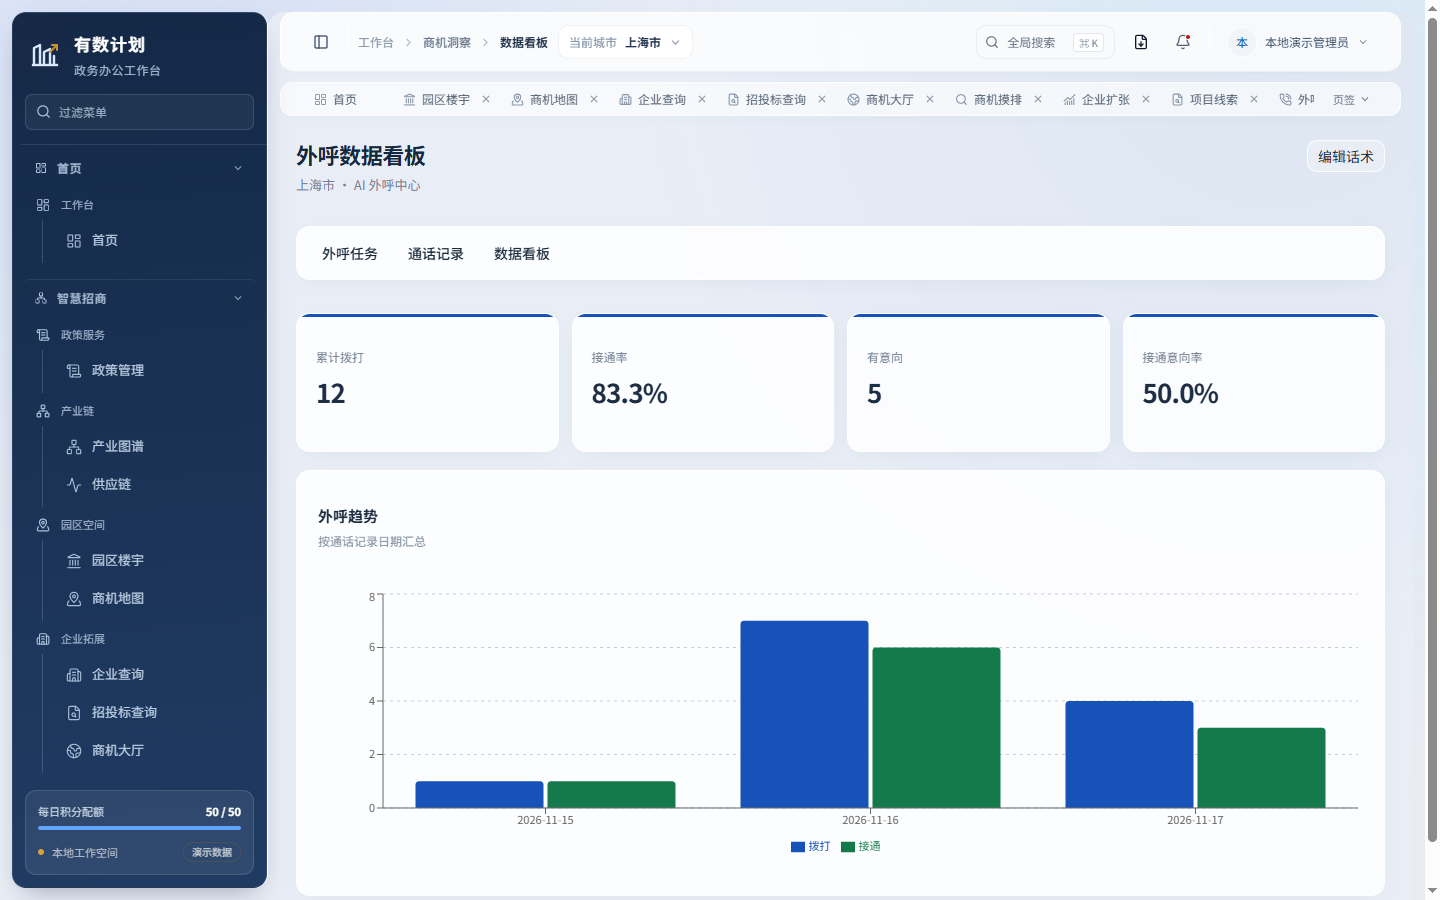 有数计划
政务办公工作台
过滤菜单
首页
工作台
首页
智慧招商
政策服务
政策管理
产业链
产业图谱
供应链
园区空间
园区楼宇
商机地图
企业拓展
企业查询
招投标查询
商机大厅
每日积分配额 50 / 50
本地工作空间 演示数据
工作台 商机洞察 数据看板 当前城市 上海市 全局搜索 ⌘K 本 本地演示管理员
首页 园区楼宇 商机地图 企业查询 招投标查询 商机大厅 商机摸排 企业扩张 项目线索 外 页签
外呼数据看板
编辑话术
上海市 · AI 外呼中心
外呼任务 通话记录 数据看板
累计拨打 接通率 有意向 接通意向率
12 83.3% 5 50.0%
外呼趋势
按通话记录日期汇总
8
6
4
2
0
2026-11-15 2026-11-16 2026-11-17
拨打 接通